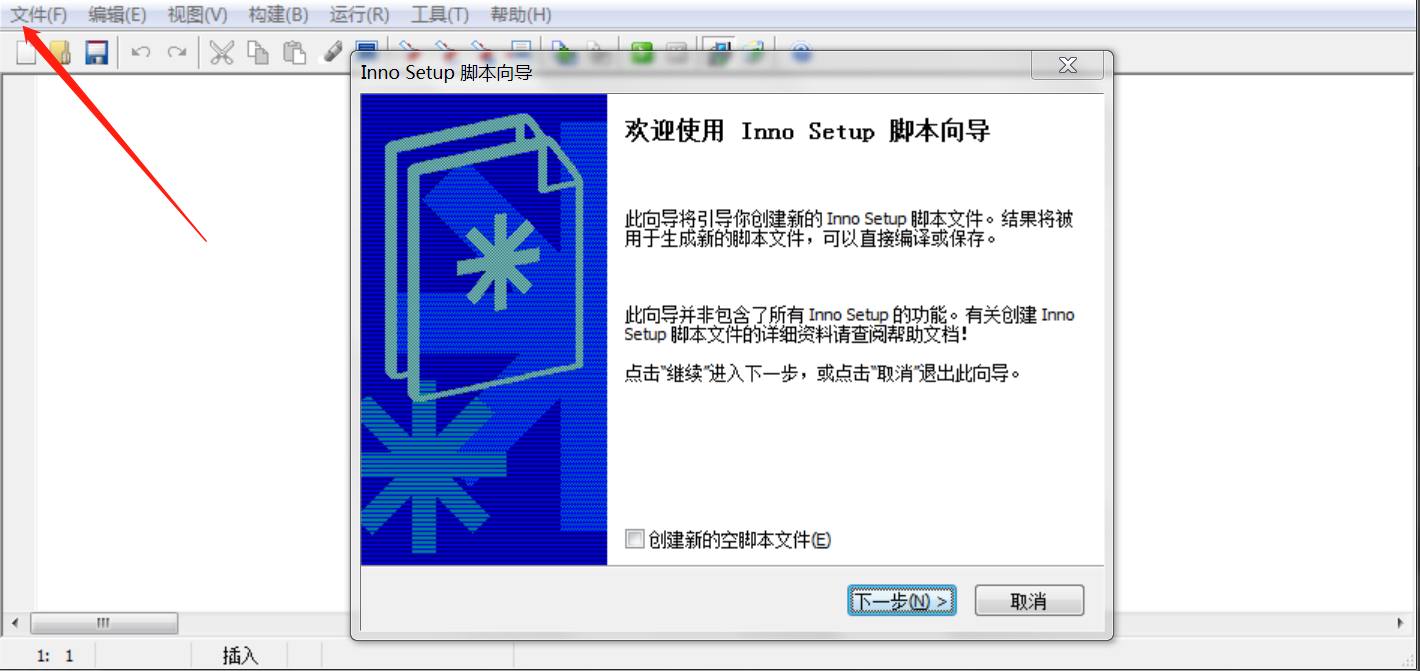 文件(F) 编辑(E) 视图(V) 构建(B) 运行(R) 工具(T) 帮助(H)
Inno Setup 脚本向导
欢迎使用 Inno Setup 脚本向导
此向导将引导你创建新的 Inno Setup 脚本文件。结果将被
用于生成新的脚本文件，可以直接编译或保存。
此向导并非包含了所有 Inno Setup 的功能。有关创建 Inno
Setup 脚本文件的详细资料请查阅帮助文档！
点击“继续”进入下一步，或点击“取消”退出此向导。
创建新的空脚本文件(E)
下一步(N) > 取消
1: 1 插入